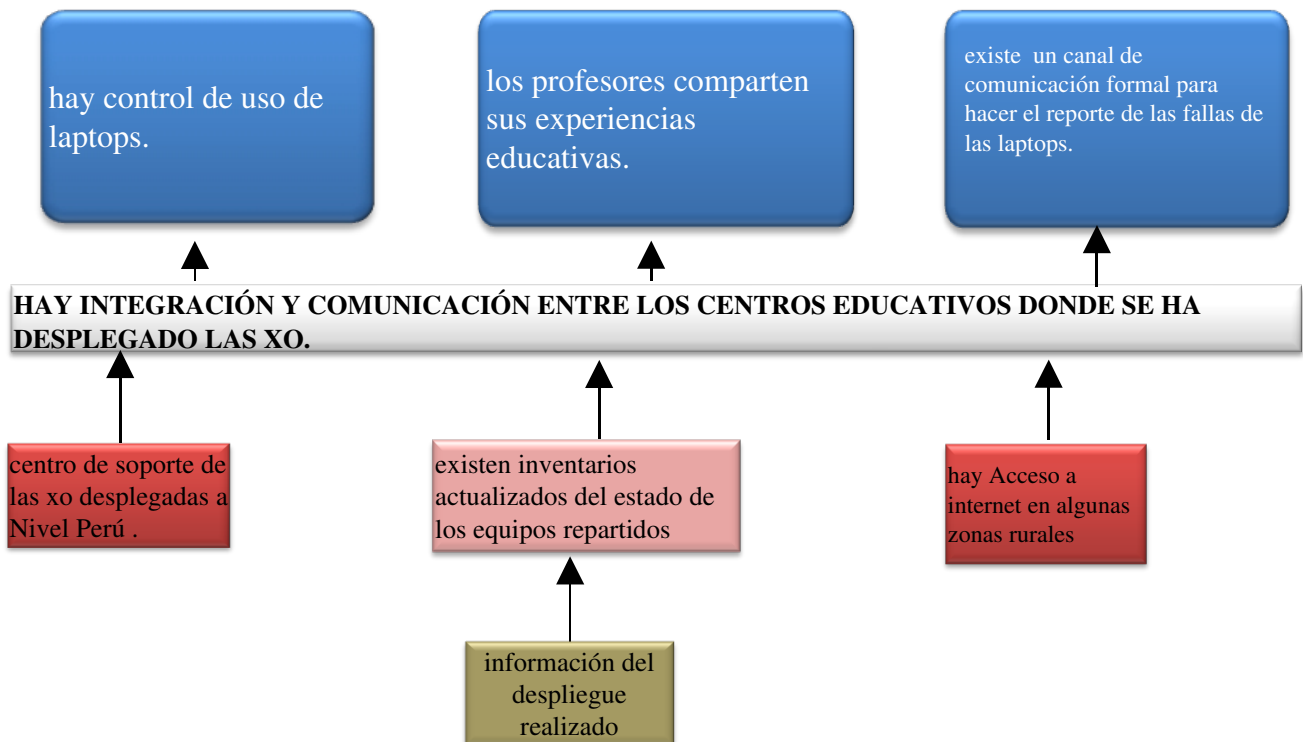 hay control de uso de
laptops.
los profesores comparten
sus experiencias
educativas.
existe un canal de
comunicación formal para
hacer el reporte de las fallas de
las laptops.
HAY INTEGRACIÓN Y COMUNICACIÓN ENTRE LOS CENTROS EDUCATIVOS DONDE SE HA
DESPLEGADO LAS XO.
centro de soporte de
las xo desplegadas a
Nivel Perú .
existen inventarios
actualizados del estado de
los equipos repartidos
hay Acceso a
internet en algunas
zonas rurales
información del
despliegue
realizado